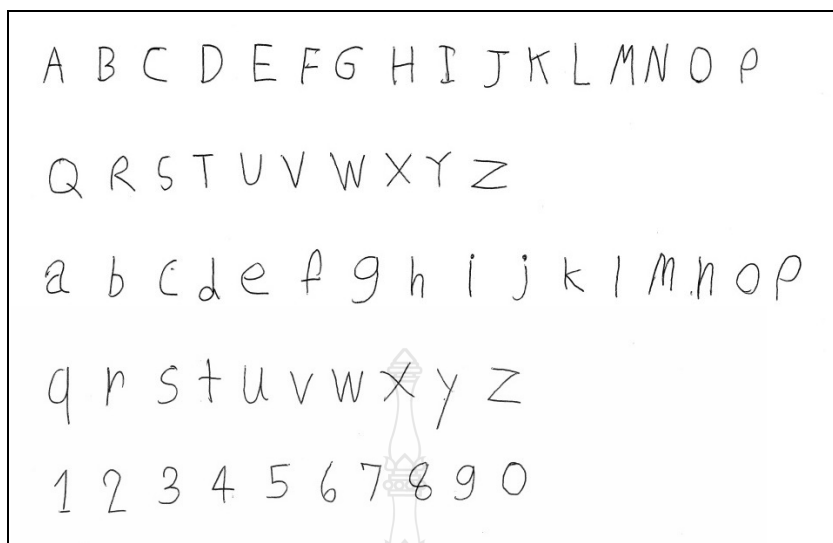 A B C D E F G H I J K L M N O P
Q R S T U V W X Y Z
a b c d e f g h i j k l m n o p
q r s t u v w x y z
1 2 3 4 5 6 7 8 9 0